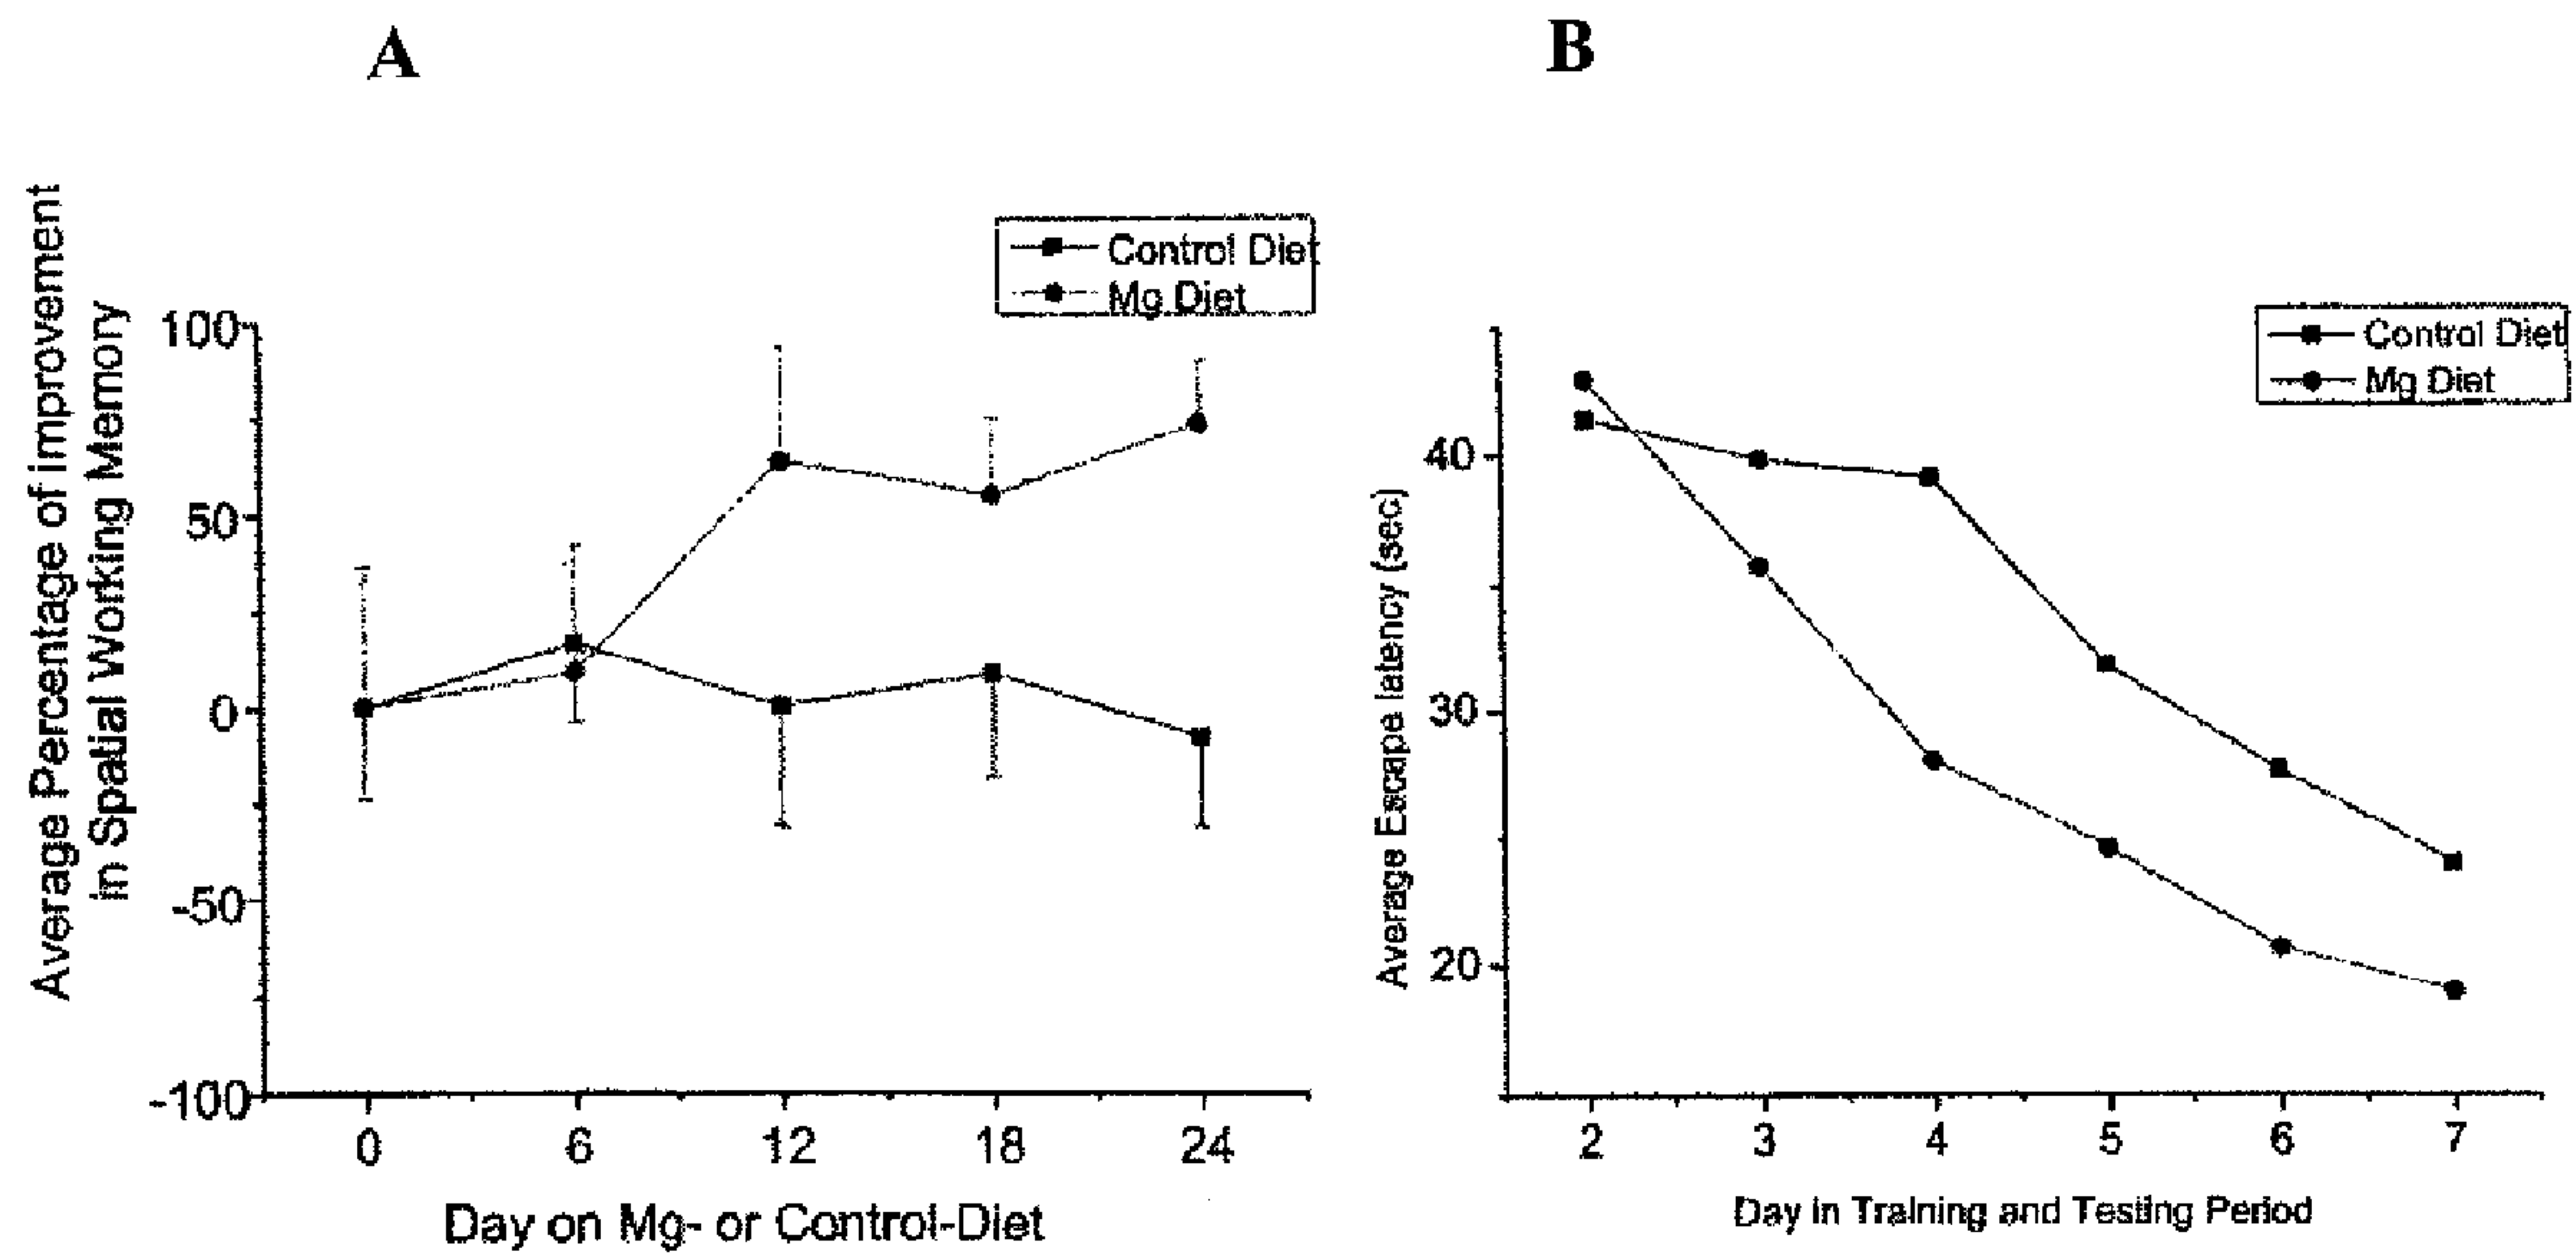 A
Average Percentage of improvement
in Spatial Working Memory
Control Diet
Mg Diet
100
50
0
-50
-100
0 6 12 18 24
Day on Mg- or Control-Diet
B
Average Escape latency (sec)
Control Diet
Mg Diet
40
30
20
2 3 4 5 6 7
Day in Training and Testing Period